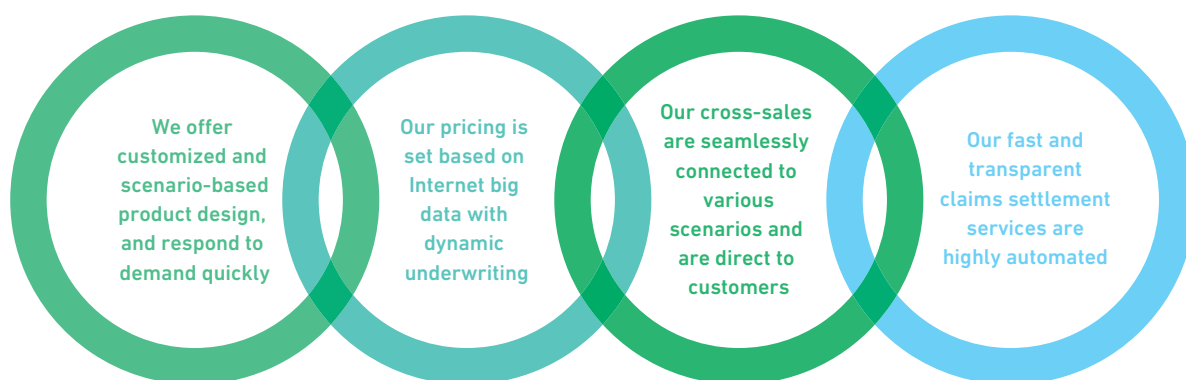 We offer
customized and
scenario-based
product design,
and respond to
demand quickly
Our pricing is
set based on
Internet big
data with
dynamic
underwriting
Our cross-sales
are seamlessly
connected to
various
scenarios and
are direct to
customers
Our fast and
transparent
claims settlement
services are
highly automated